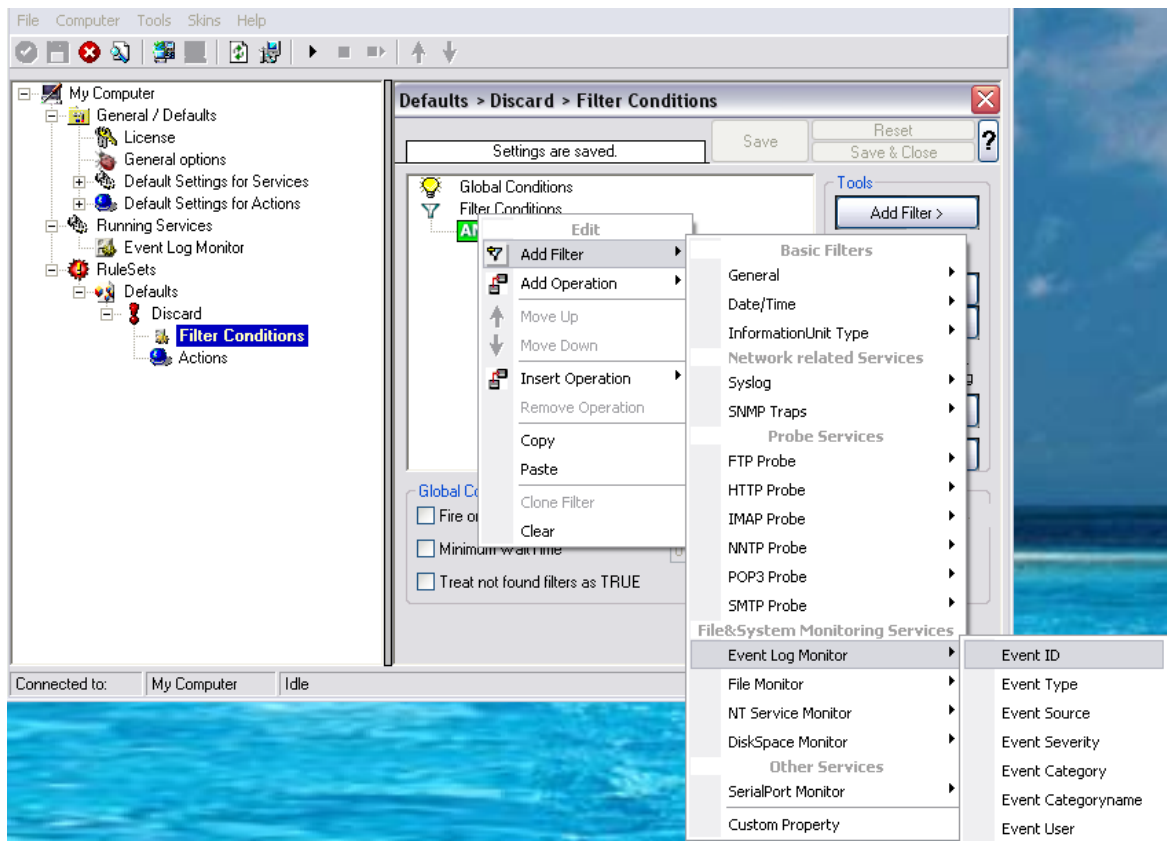 File Computer Tools Skins Help
My Computer
General / Defaults
License
General options
Default Settings for Services
Default Settings for Actions
Running Services
Event Log Monitor
RuleSets
Defaults
Discard
Filter Conditions
Actions
Defaults > Discard > Filter Conditions
Settings are saved.
Save
Reset
Save & Close
?
Global Conditions
Filter Conditions
Tools
Add Filter >
Edit
Add Filter
Add Operation
Move Up
Move Down
Insert Operation
Remove Operation
Copy
Paste
Clone Filter
Clear
Fire
Minimum WaitTime
Treat not found filters as TRUE
Basic Filters
General
Date/Time
InformationUnit Type
Network related Services
Syslog
SNMP Traps
Probe Services
FTP Probe
HTTP Probe
IMAP Probe
NNTP Probe
POP3 Probe
SMTP Probe
File&System Monitoring Services
Event Log Monitor
File Monitor
NT Service Monitor
DiskSpace Monitor
Other Services
SerialPort Monitor
Custom Property
Event ID
Event Type
Event Source
Event Severity
Event Category
Event Categoryname
Event User
Connected to: My Computer Idle